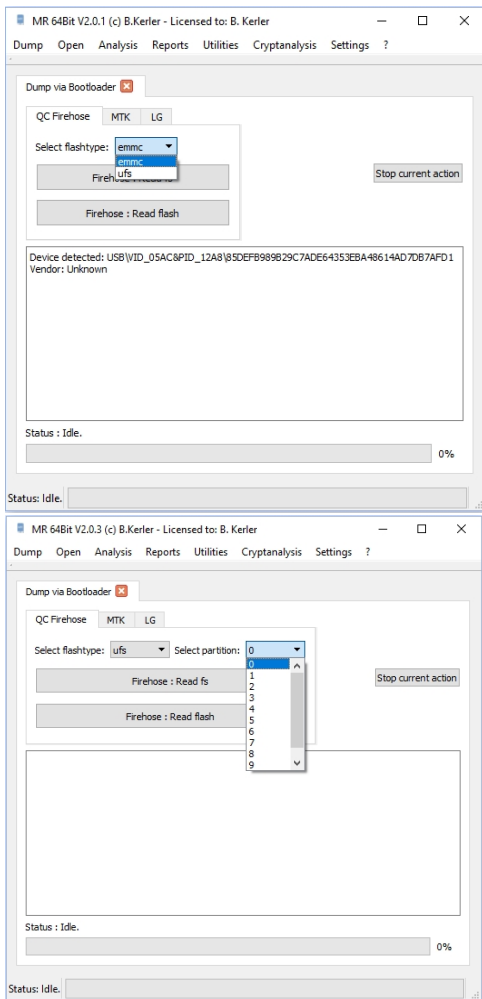 MR 64Bit V2.0.1 (c) B.Kerler - Licensed to: B. Kerler
Dump Open Analysis Reports Utilities Cryptanalysis Settings ?
Dump via Bootloader
QC Firehose MTK LG
Select flashtype: emmc
emmc
ufs
Stop current action
Firehose : Read flash
Device detected: USB\VID_05AC&PID_12A8\85DEFB989B29C7ADE64353EBA48614AD7DB7AFD1
Vendor: Unknown
Status : Idle.
0%
Status: Idle.
MR 64Bit V2.0.3 (c) B.Kerler - Licensed to: B. Kerler
Dump Open Analysis Reports Utilities Cryptanalysis Settings ?
Dump via Bootloader
QC Firehose MTK LG
Select flashtype: ufs Select partition: 0
0
1
2
3
4
5
6
7
8
9
Firehose : Read fs
Stop current action
Firehose : Read flash
Status : Idle.
0%
Status: Idle.